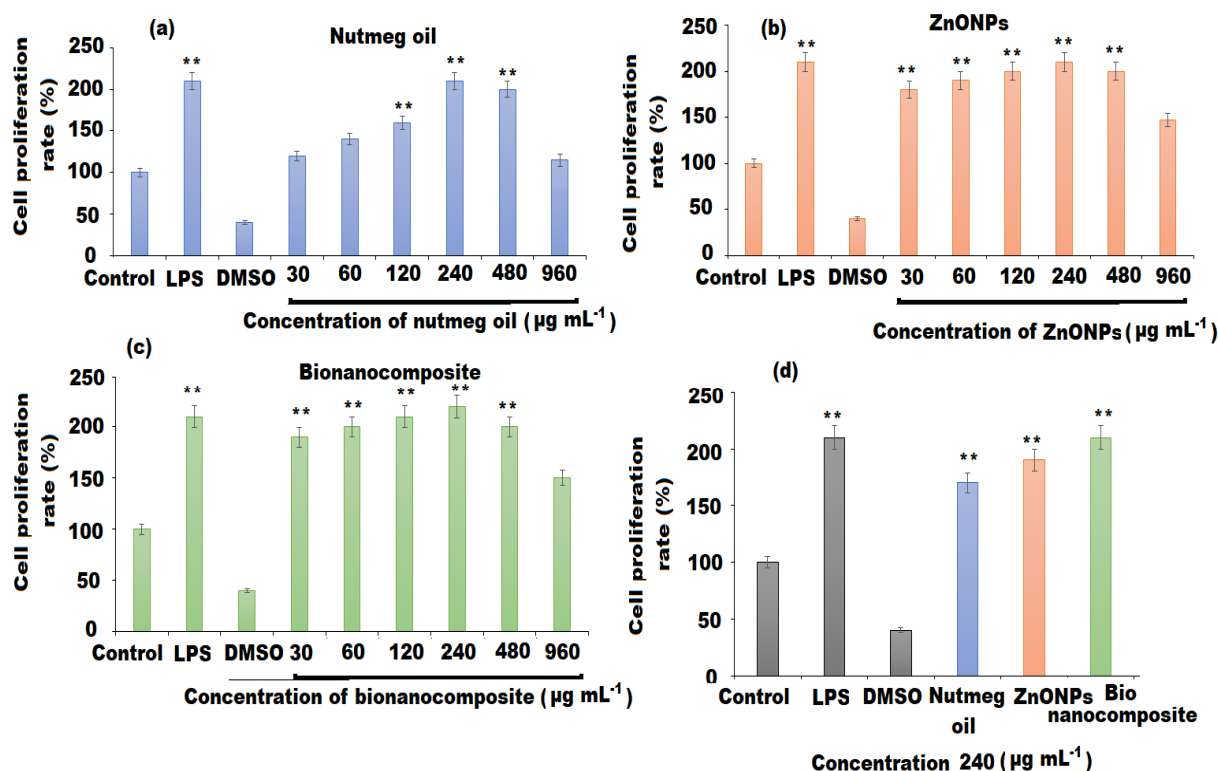 (a)
Nutmeg oil
Cell proliferation
rate (%)
250
200
150
100
50
0
** ** ** **
Control LPS DMSO 30 60 120 240 480 960
Concentration of nutmeg oil (µg mL-1)
(b)
ZnONPs
Cell proliferation
rate (%)
250
200
150
100
50
0
** ** ** ** ** **
Control LPS DMSO 30 60 120 240 480 960
Concentration of ZnONPs (µg mL-1)
(c)
Bionanocomposite
Cell proliferation
rate (%)
250
200
150
100
50
0
** ** ** ** ** **
Control LPS DMSO 30 60 120 240 480 960
Concentration of bionanocomposite (µg mL-1)
(d)
Cell proliferation
rate (%)
250
200
150
100
50
0
** ** ** **
Control LPS DMSO Nutmeg ZnONPs Bio
oil nanocomposite
Concentration 240 (µg mL-1)